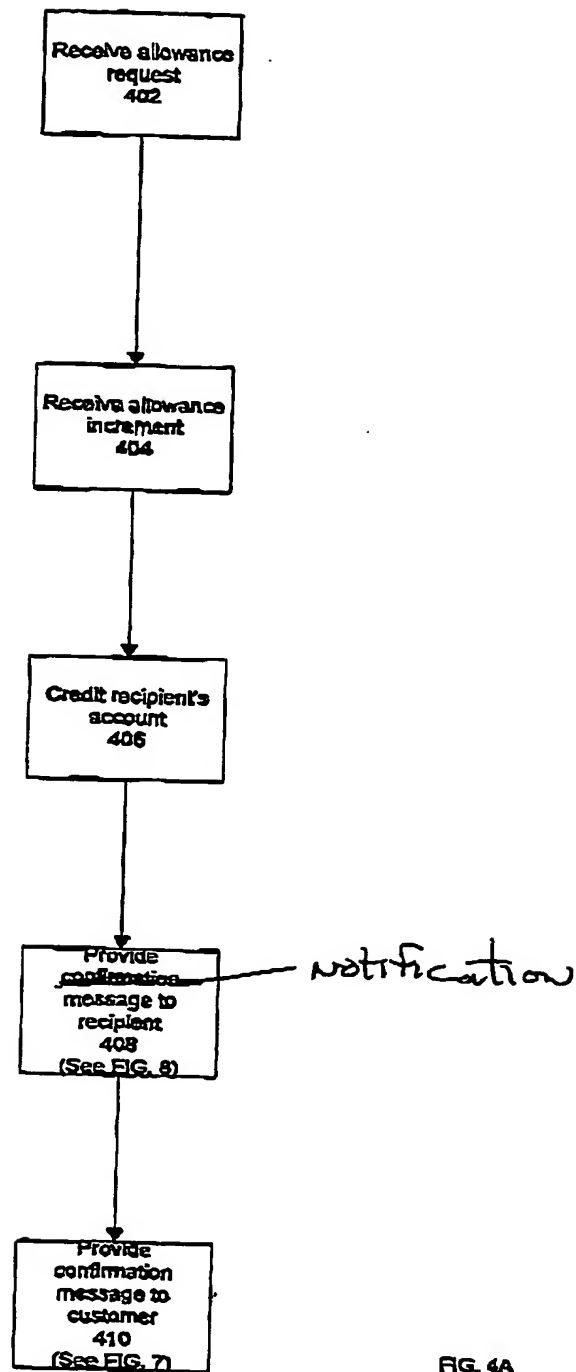 Receive allowance
request
402
Receive allowance
increment
404
Credit recipient's
account
406
Provide
confirmation
notification
message to
recipient
408
(See FIG. 8)
Provide
confirmation
message to
customer
410
(See FIG. 7)
FIG. 4A